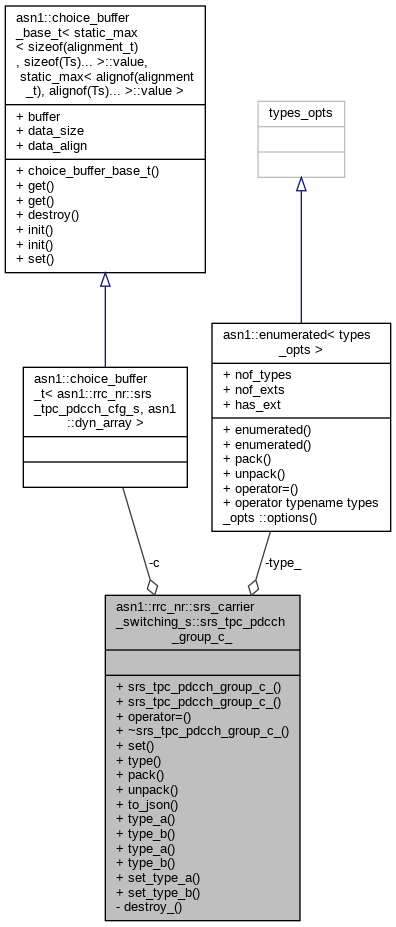 asn1::choice_buffer
_base_t< static_max
< sizeof(alignment_t)
, sizeof(Ts)... >::value,
static_max< alignof(alignment
_t), alignof(Ts)... >::value >
+ buffer
+ data_size
+ data_align
+ choice_buffer_base_t()
+ get()
+ get()
+ destroy()
+ init()
+ init()
+ set()
types_opts
asn1::choice_buffer
_t< asn1::rrc_nr::srs
_tpc_pdcch_cfg_s, asn1
::dyn_array >
asn1::enumerated< types
_opts >
+ nof_types
+ nof_exts
+ has_ext
+ enumerated()
+ enumerated()
+ pack()
+ unpack()
+ operator=()
+ operator typename types
_opts ::options()
-c
-type_
asn1::rrc_nr::srs_carrier
_switching_s::srs_tpc_pdcch
_group_c_
+ srs_tpc_pdcch_group_c_()
+ srs_tpc_pdcch_group_c_()
+ operator=()
+ ~srs_tpc_pdcch_group_c_()
+ set()
+ type()
+ pack()
+ unpack()
+ to_json()
+ type_a()
+ type_b()
+ type_a()
+ type_b()
+ set_type_a()
+ set_type_b()
- destroy_()